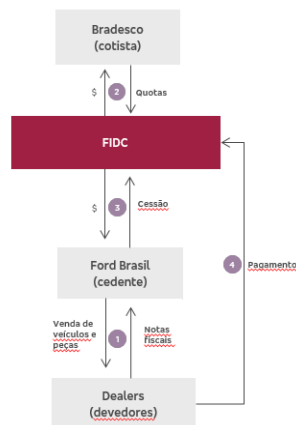 Bradesco
(cotista)
$
2
Quotas
FIDC
$
3
Cessão
Ford Brasil
(cedente)
4
Pagamento
Venda de
veículos e
peças
1
Notas
fiscais
Dealers
(devedores)